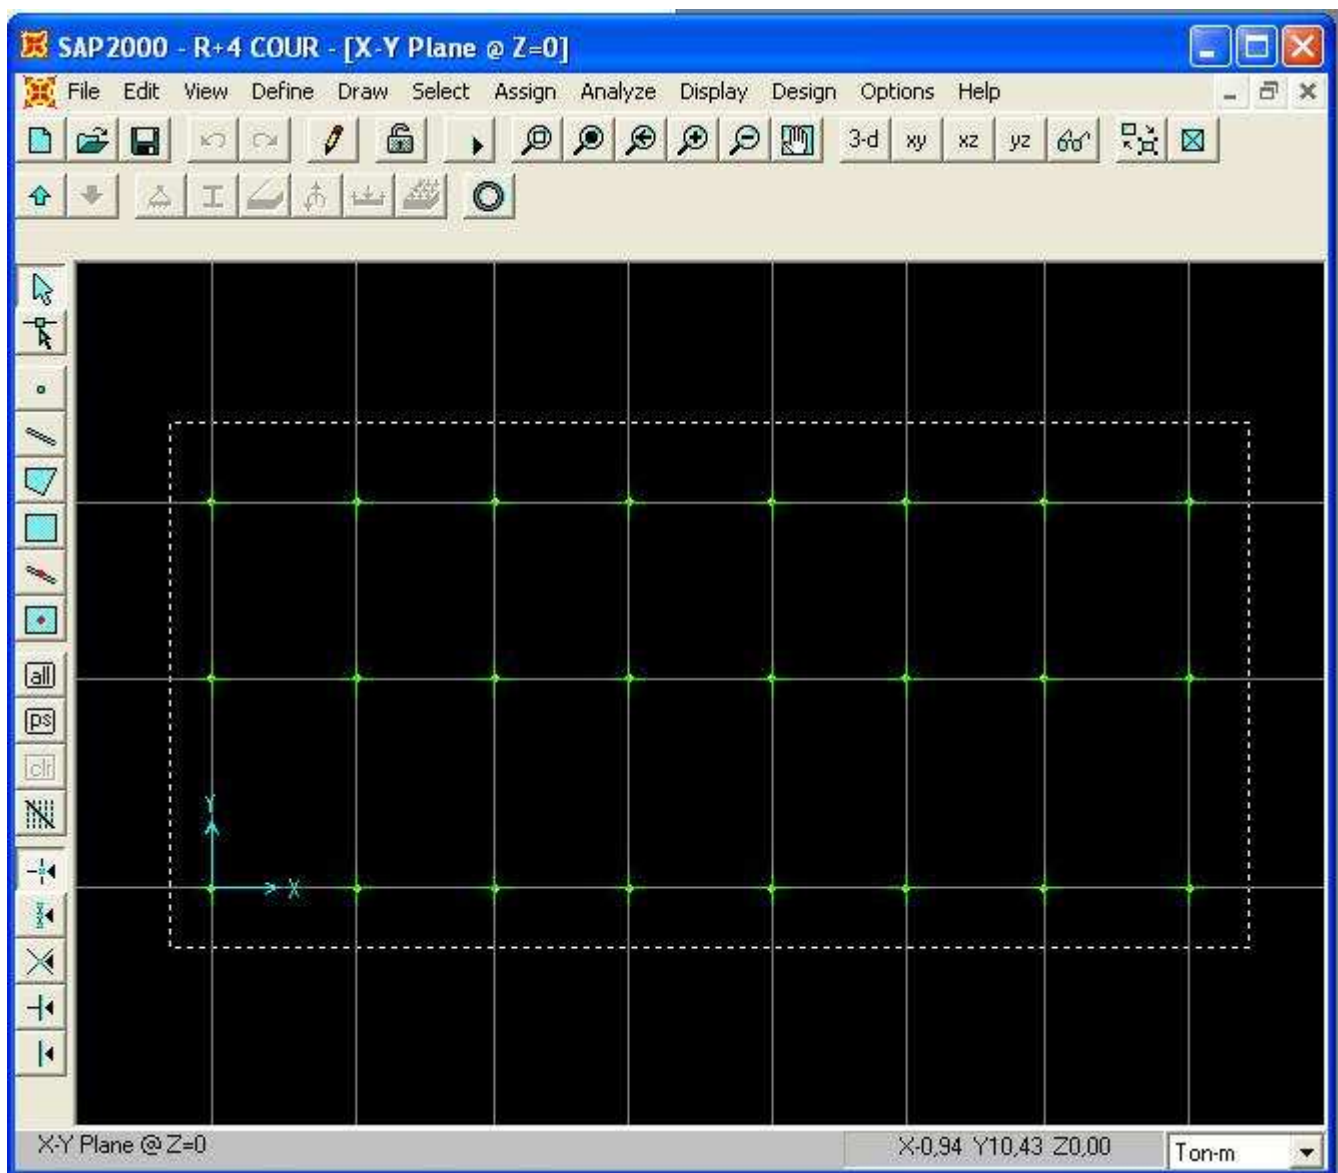 SAP2000 - R+4 COUR - [X-Y Plane @ Z=0]
File Edit View Define Draw Select Assign Analyze Display Design Options Help
3-d xy xz yz
all
ps
clr
Y
X
X-Y Plane @ Z=0 X-0,94 Y10,43 Z0,00 Ton-m